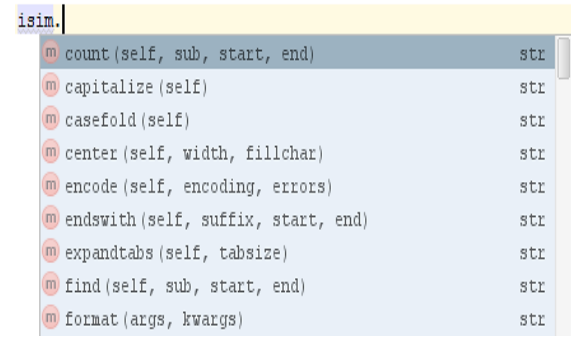 isim.
m count(self, sub, start, end) str
m capitalize(self) str
m casefold(self) str
m center(self, width, fillchar) str
m encode(self, encoding, errors) str
m endswith(self, suffix, start, end) str
m expandtabs(self, tabsize) str
m find(self, sub, start, end) str
m format(args, kwargs) str